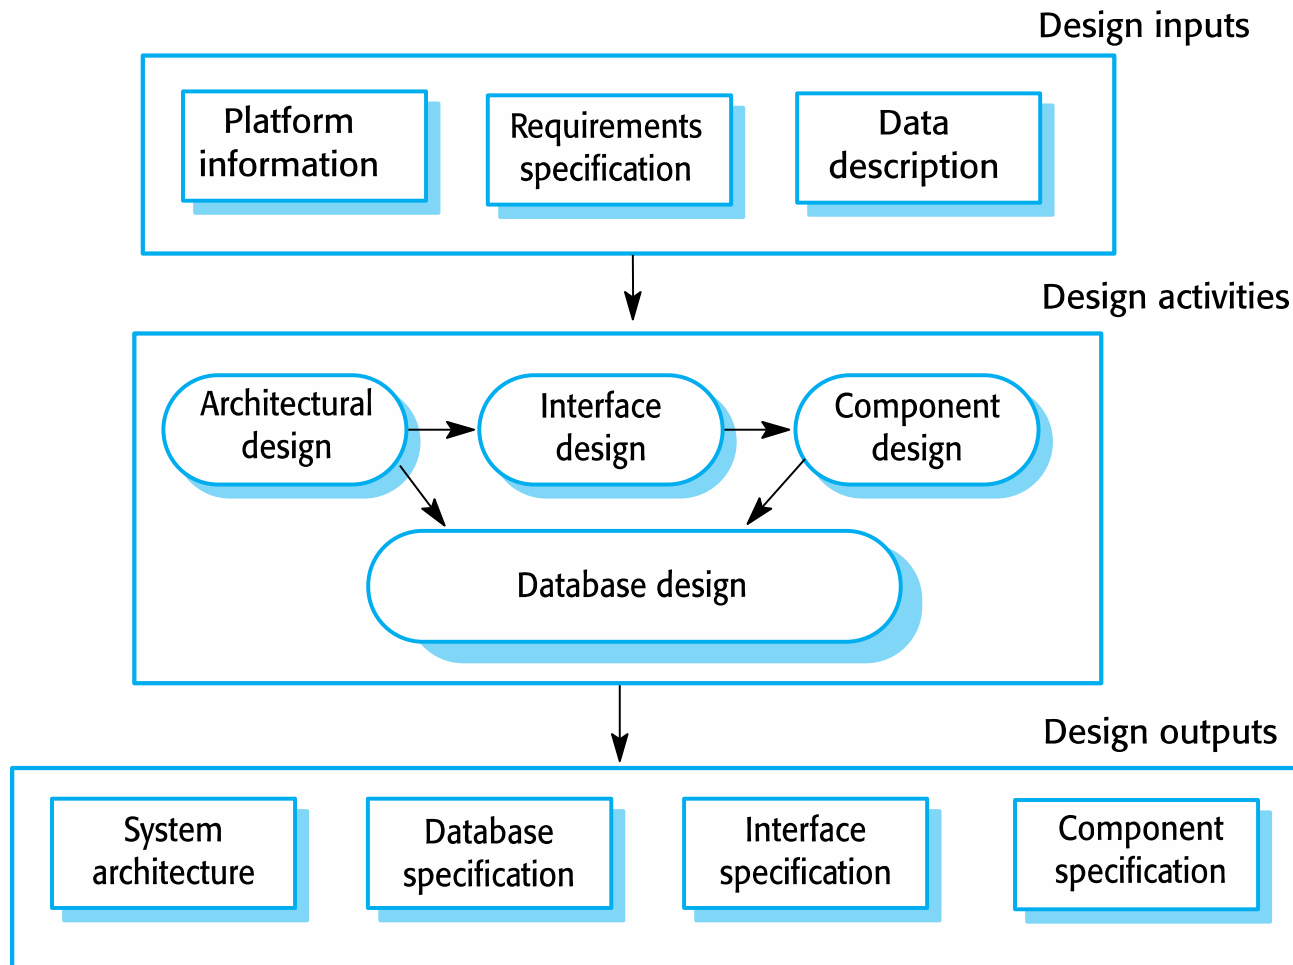 Design inputs
Platform
information
Requirements
specification
Data
description
Design activities
Architectural
design
Interface
design
Component
design
Database design
Design outputs
System
architecture
Database
specification
Interface
specification
Component
specification